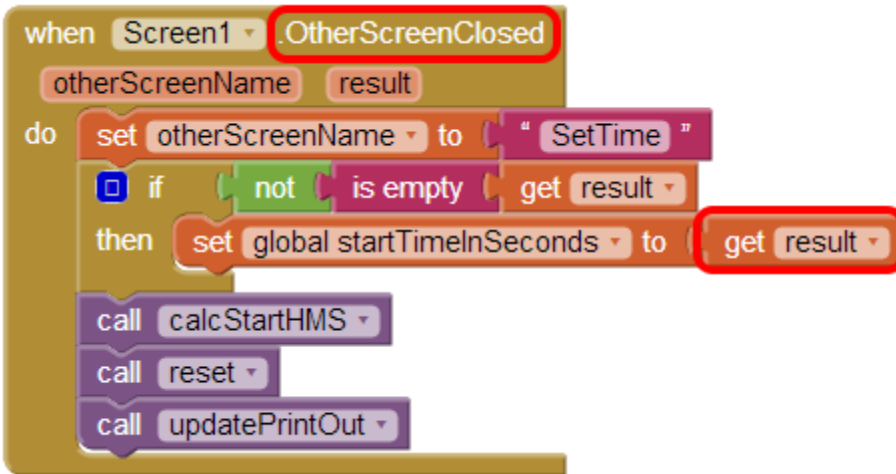 when Screen1 .OtherScreenClosed
otherScreenName result
do set otherScreenName to " SetTime "
if not is empty get result
then set global startTimeInSeconds to get result
call calcStartHMS
call reset
call updatePrintOut